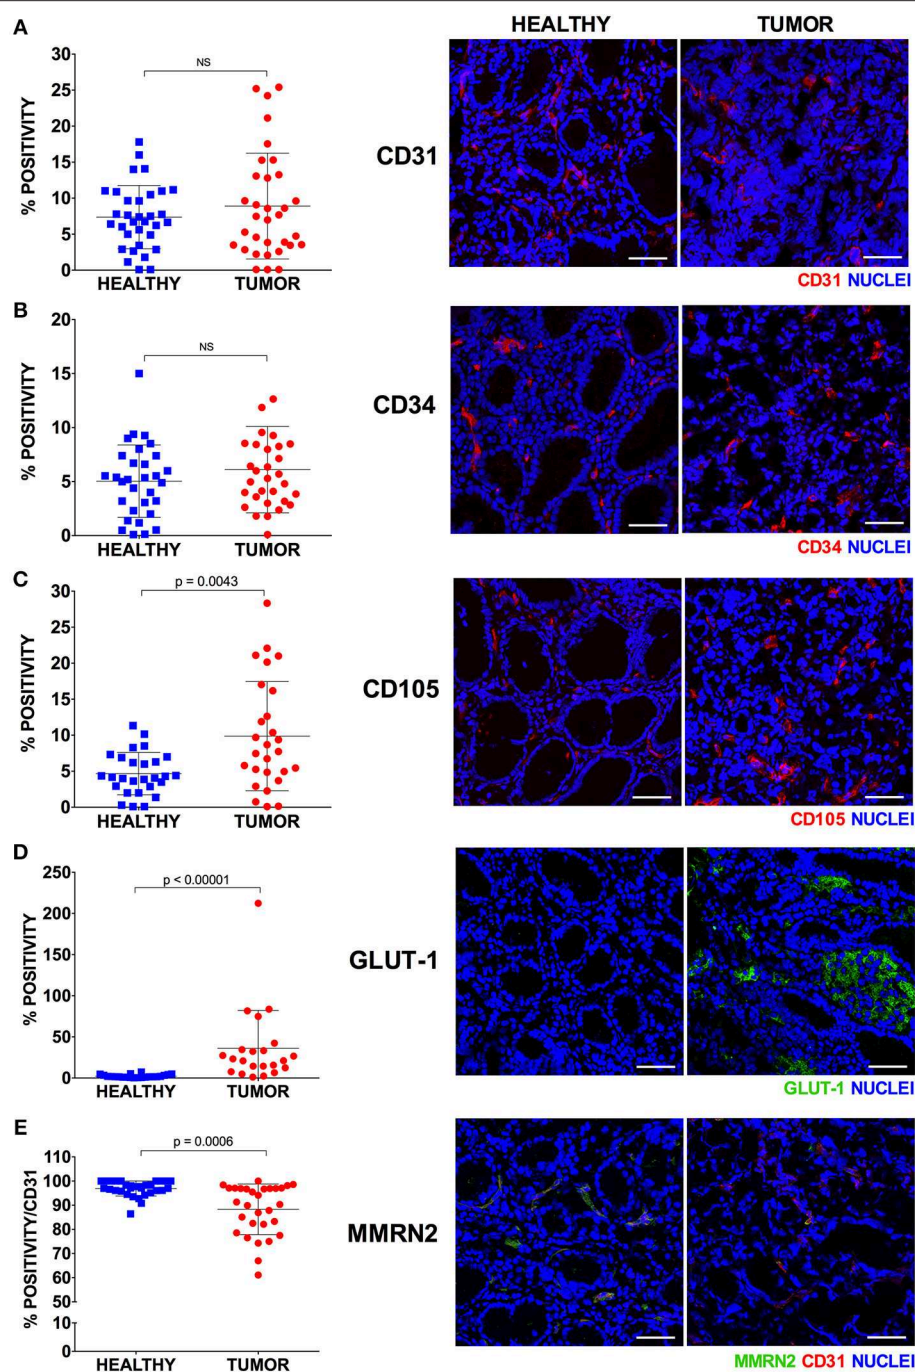 HEALTHY TUMOR
A
30
25
20
15
10
5
0
% POSITIVITY
NS
HEALTHY TUMOR
CD31
CD31 NUCLEI
B
20
15
10
5
0
% POSITIVITY
NS
HEALTHY TUMOR
CD34
CD34 NUCLEI
C
30
25
20
15
10
5
0
% POSITIVITY
p = 0.0043
HEALTHY TUMOR
CD105
CD105 NUCLEI
D
250
200
150
100
50
0
% POSITIVITY
p < 0.00001
HEALTHY TUMOR
GLUT-1
GLUT-1 NUCLEI
E
110
100
90
80
70
60
50
10
0
% POSITIVITY/CD31
p = 0.0006
HEALTHY TUMOR
MMRN2
MMRN2 CD31 NUCLEI